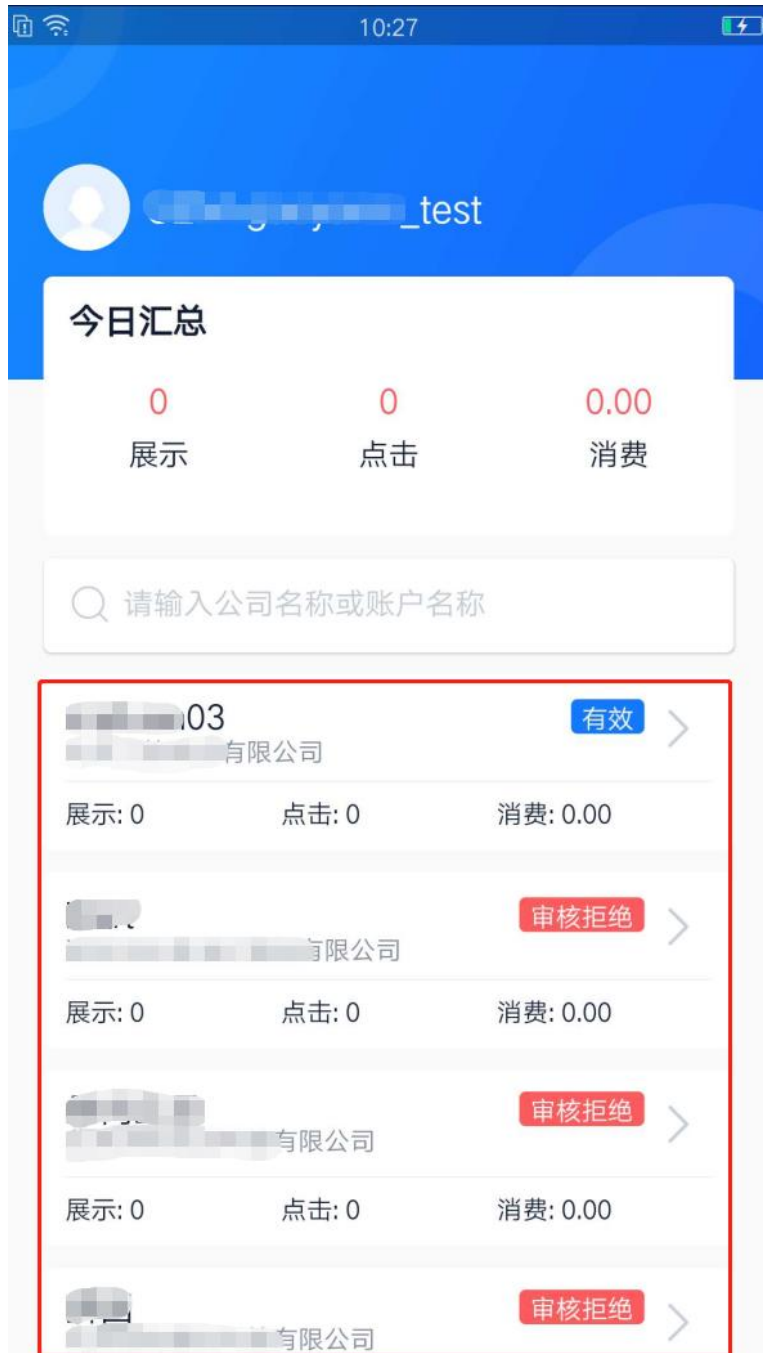 10:27
_test
今日汇总
0 0 0.00
展示 点击 消费
请输入公司名称或账户名称
03 有效
有限公司
展示: 0 点击: 0 消费: 0.00
审核拒绝
有限公司
展示: 0 点击: 0 消费: 0.00
审核拒绝
有限公司
展示: 0 点击: 0 消费: 0.00
审核拒绝
有限公司